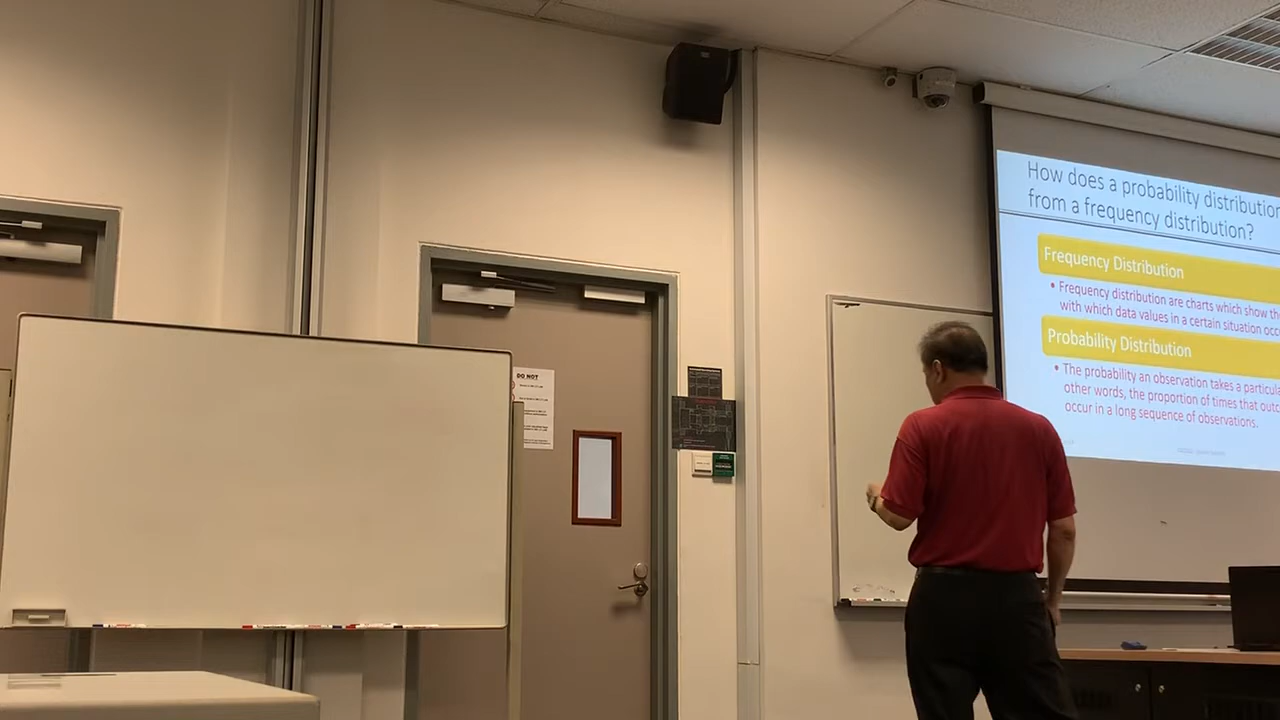 DO NOT
How does a probability distribution
from a frequency distribution?
Frequency Distribution
• Frequency distribution are charts which show the
with which data values in a certain situation occ
Probability Distribution
• The probability an observation takes a particula
other words, the proportion of times that outc
occur in a long sequence of observations.